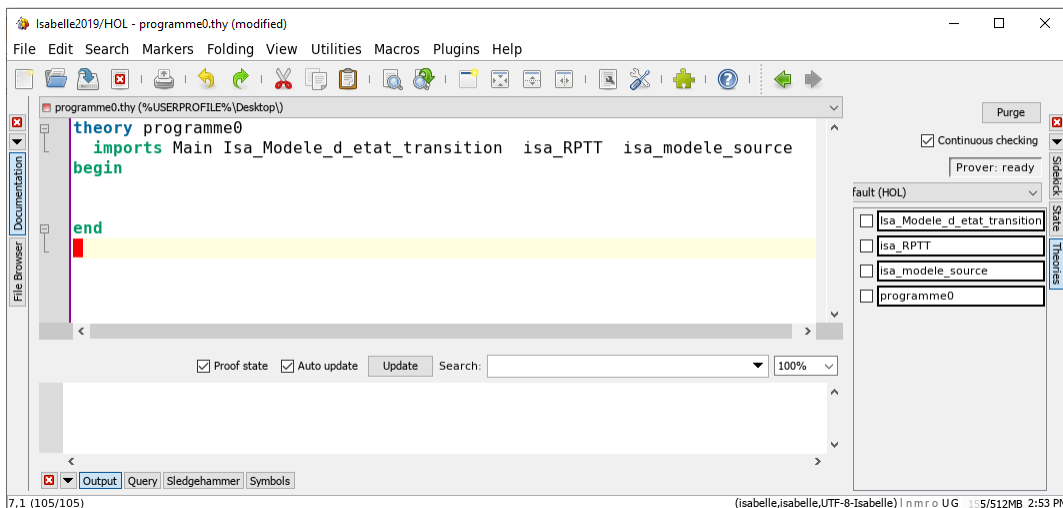 Isabelle2019/HOL - programme0.thy (modified)
File Edit Search Markers Folding View Utilities Macros Plugins Help
programme0.thy (%USERPROFILE%\Desktop\)
theory programme0
imports Main Isa_Modele_d_etat_transition isa_RPTT isa_modele_source
begin
end
Documentation
File Browser
Purge
Continuous checking
Prover: ready
fault (HOL)
Isa_Modele_d_etat_transition
isa_RPTT
isa_modele_source
programme0
Sidekick
State
Theories
Proof state Auto update Update Search: 100%
Output Query Sledgehammer Symbols
7,1 (105/105)
(isabelle,isabelle,UTF-8-Isabelle) | n m r o UG 155/512MB 2:53 PM